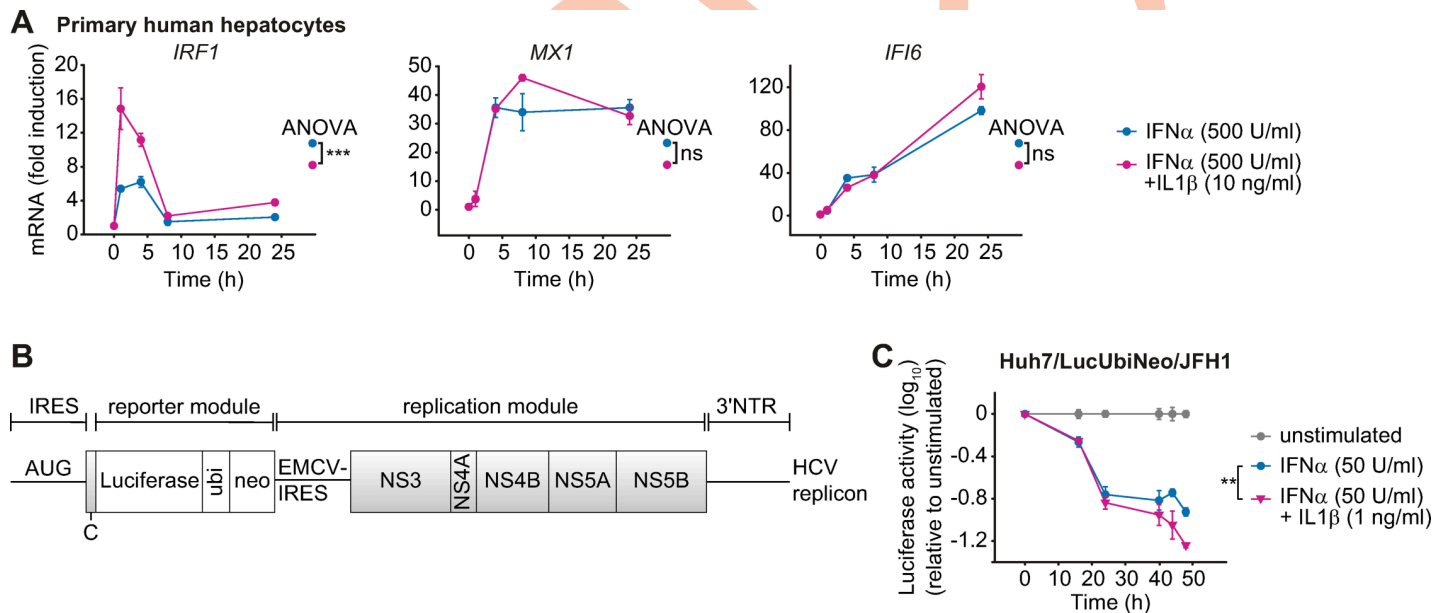 A Primary human hepatocytes
IRF1
MX1
IFI6
mRNA (fold induction)
20
16
12
8
4
0
0 5 10 15 20 25
Time (h)
ANOVA
***
50
40
30
20
10
0
0 5 10 15 20 25
Time (h)
ANOVA
ns
120
80
40
0
0 5 10 15 20 25
Time (h)
ANOVA
ns
IFNα (500 U/ml)
IFNα (500 U/ml)
+IL1β (10 ng/ml)
B
IRES
reporter module
replication module
3'NTR
AUG
Luciferase
ubi
neo
EMCV-
IRES
NS3
NS4A
NS4B
NS5A
NS5B
HCV
replicon
C
C
Huh7/LucUbiNeo/JFH1
Luciferase activity (log10)
(relative to unstimulated)
0
-0.4
-0.8
-1.2
0 10 20 30 40 50
Time (h)
unstimulated
IFNα (50 U/ml)
**
IFNα (50 U/ml)
+ IL1β (1 ng/ml)